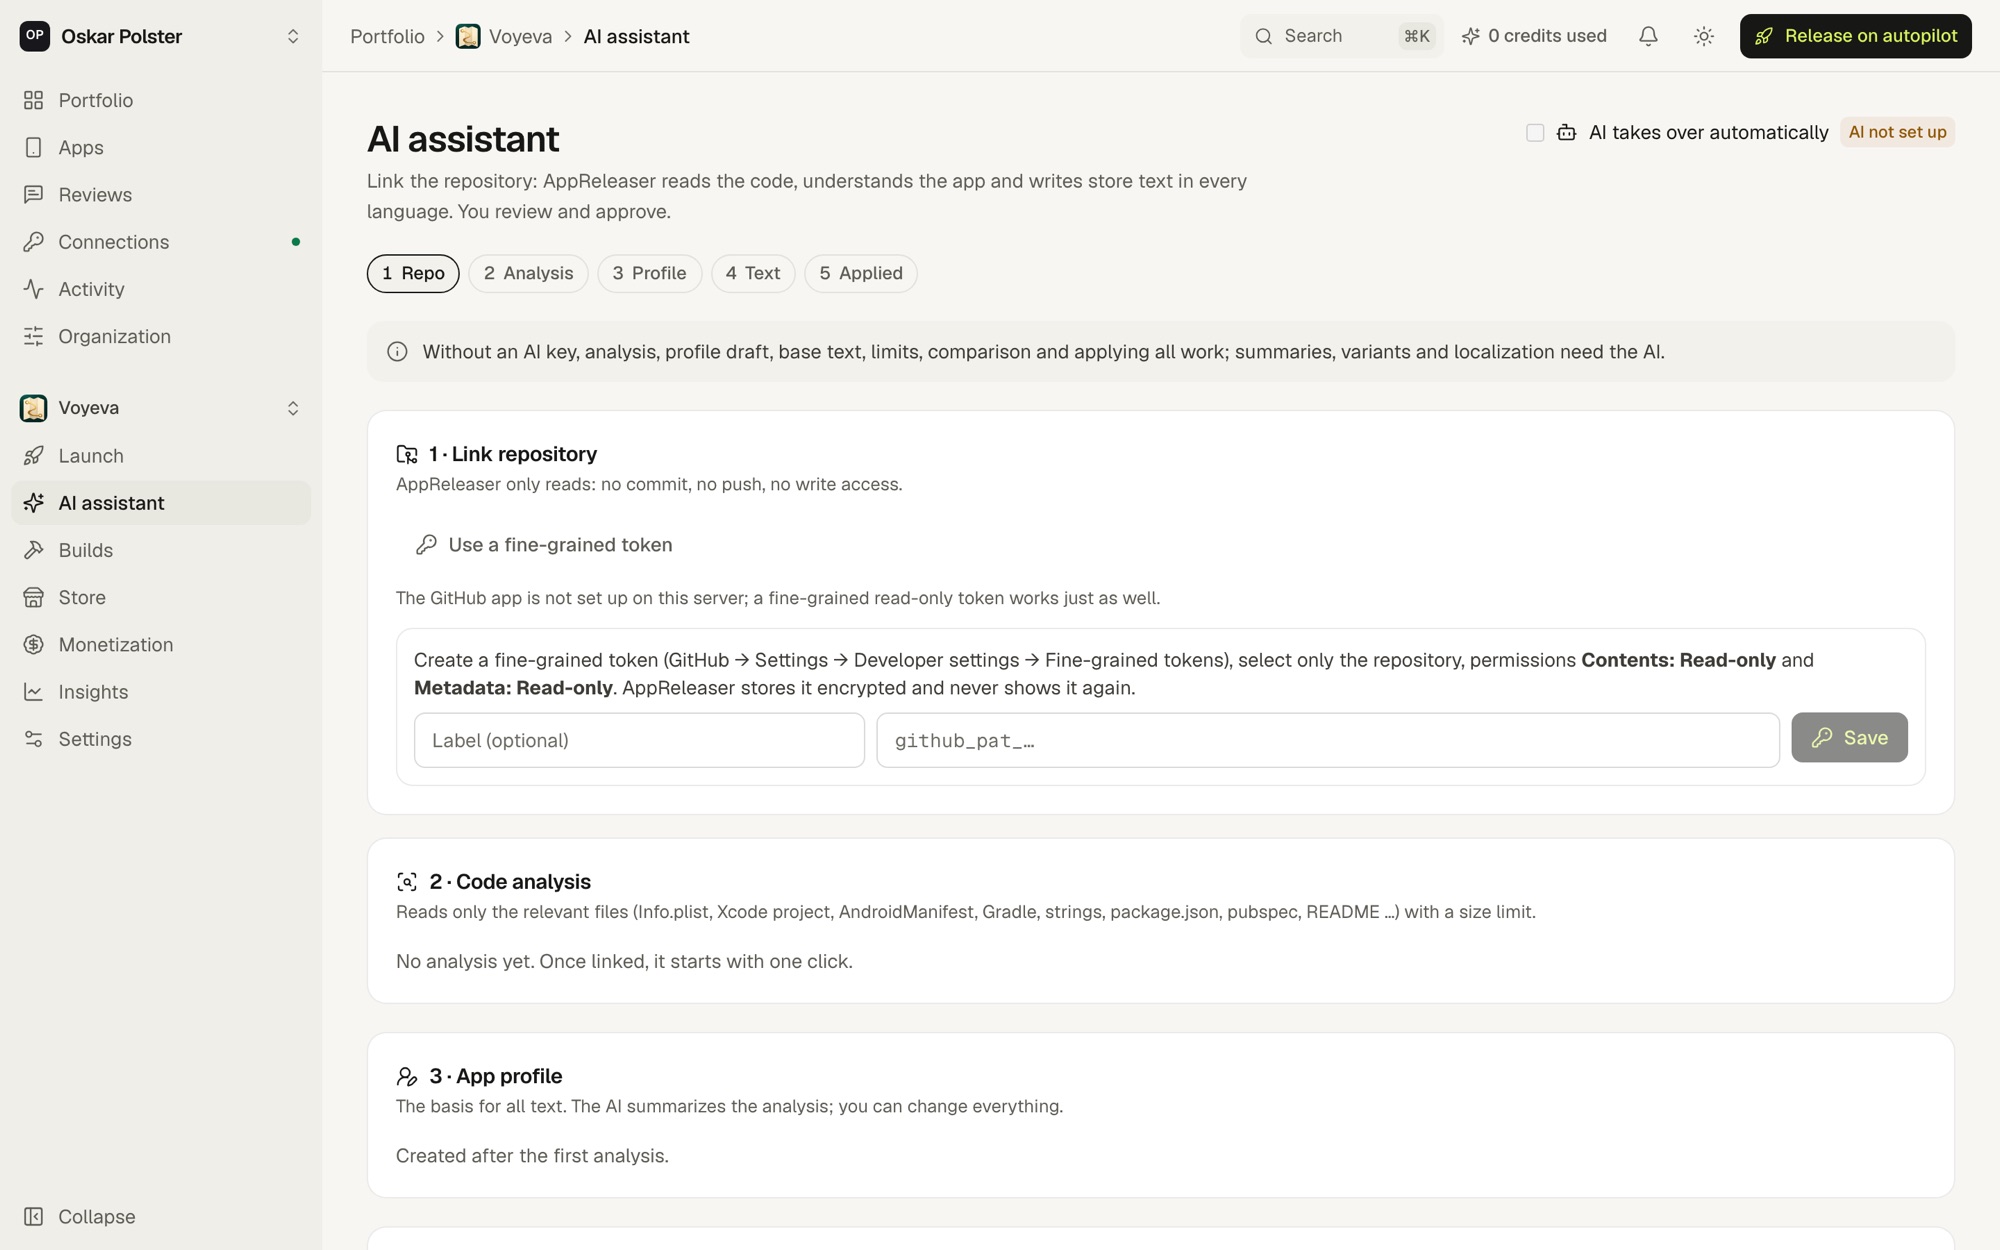 OP Oskar Polster
Portfolio
Apps
Reviews
Connections
Activity
Organization
Voyeva
Launch
AI assistant
Builds
Store
Monetization
Insights
Settings
Collapse
Portfolio > Voyeva > AI assistant
Search ⌘K
0 credits used
Release on autopilot
AI assistant
AI takes over automatically AI not set up
Link the repository: AppReleaser reads the code, understands the app and writes store text in every
language. You review and approve.
1 Repo 2 Analysis 3 Profile 4 Text 5 Applied
Without an AI key, analysis, profile draft, base text, limits, comparison and applying all work; summaries, variants and localization need the AI.
1 · Link repository
AppReleaser only reads: no commit, no push, no write access.
Use a fine-grained token
The GitHub app is not set up on this server; a fine-grained read-only token works just as well.
Create a fine-grained token (GitHub → Settings → Developer settings → Fine-grained tokens), select only the repository, permissions Contents: Read-only and
Metadata: Read-only. AppReleaser stores it encrypted and never shows it again.
Label (optional) github_pat_… Save
2 · Code analysis
Reads only the relevant files (Info.plist, Xcode project, AndroidManifest, Gradle, strings, package.json, pubspec, README …) with a size limit.
No analysis yet. Once linked, it starts with one click.
3 · App profile
The basis for all text. The AI summarizes the analysis; you can change everything.
Created after the first analysis.